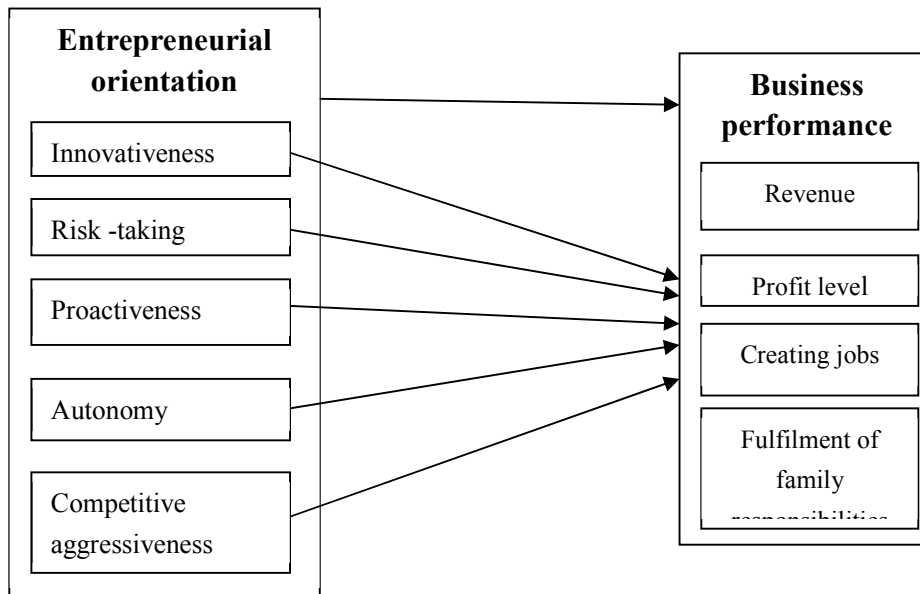 Entrepreneurial
orientation
Innovativeness
Risk -taking
Proactiveness
Autonomy
Competitive
aggressiveness
Business
performance
Revenue
Profit level
Creating jobs
Fulfilment of
family
responsibilities